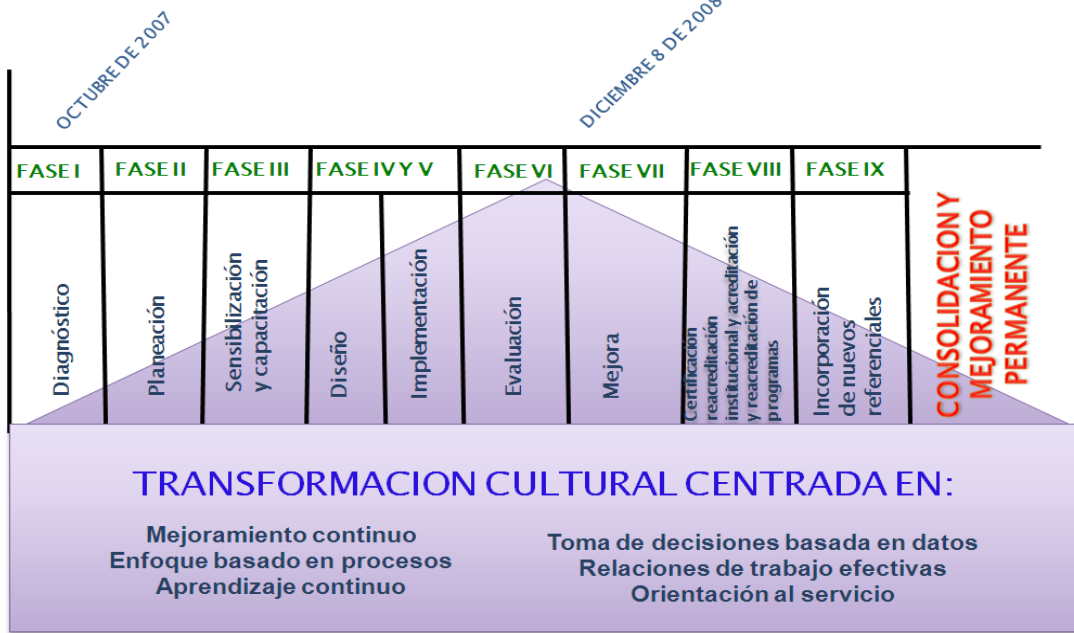 OCTUBRE DE 2007
DICIEMBRE 8 DE 2008
FASE I
FASE II
FASE III
FASE IV Y V
FASE VI
FASE VII
FASE VIII
FASE IX
Diagnóstico
Planeación
Sensibilización
y capacitación
Diseño
Implementación
Evaluación
Mejora
Certificación
reacreditación
institucional y acreditación
y reacreditación de
programas
Incorporación
de nuevos
referenciales
CONSOLIDACION Y
MEJORAMIENTO
PERMANENTE
TRANSFORMACION CULTURAL CENTRADA EN:
Mejoramiento continuo
Enfoque basado en procesos
Aprendizaje continuo
Toma de decisiones basada en datos
Relaciones de trabajo efectivas
Orientación al servicio